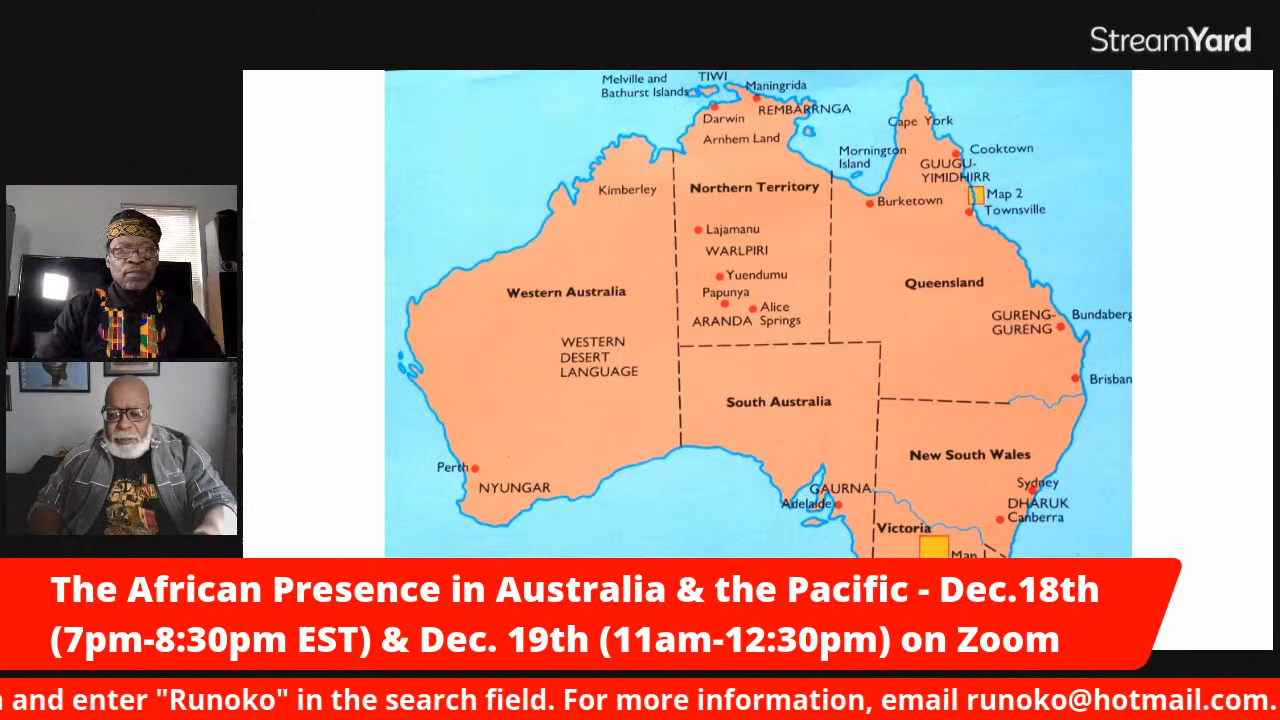 StreamYard
TIWI
Melville and
Bathurst Islands
Maningrida
REMBARRNGA
Darwin
Arnhem Land
Cape York
Mornington
Island
Cooktown
GUUGU-
YIMIDHIRR
Map 2
Townsville
Burketown
Kimberley
Northern Territory
Lajamanu
WARLPIRI
Yuendumu
Papunya
Alice
Springs
ARANDA
Western Australia
WESTERN
DESERT
LANGUAGE
Queensland
GURENG-
GURENG
Bundaberg
Brisban
South Australia
New South Wales
Perth
NYUNGAR
GAURNA
Adelaide
Sydney
DHARUK
Canberra
Victoria
Map
The African Presence in Australia & the Pacific - Dec.18th
(7pm-8:30pm EST) & Dec. 19th (11am-12:30pm) on Zoom
and enter "Runoko" in the search field. For more information, email runoko@hotmail.com.